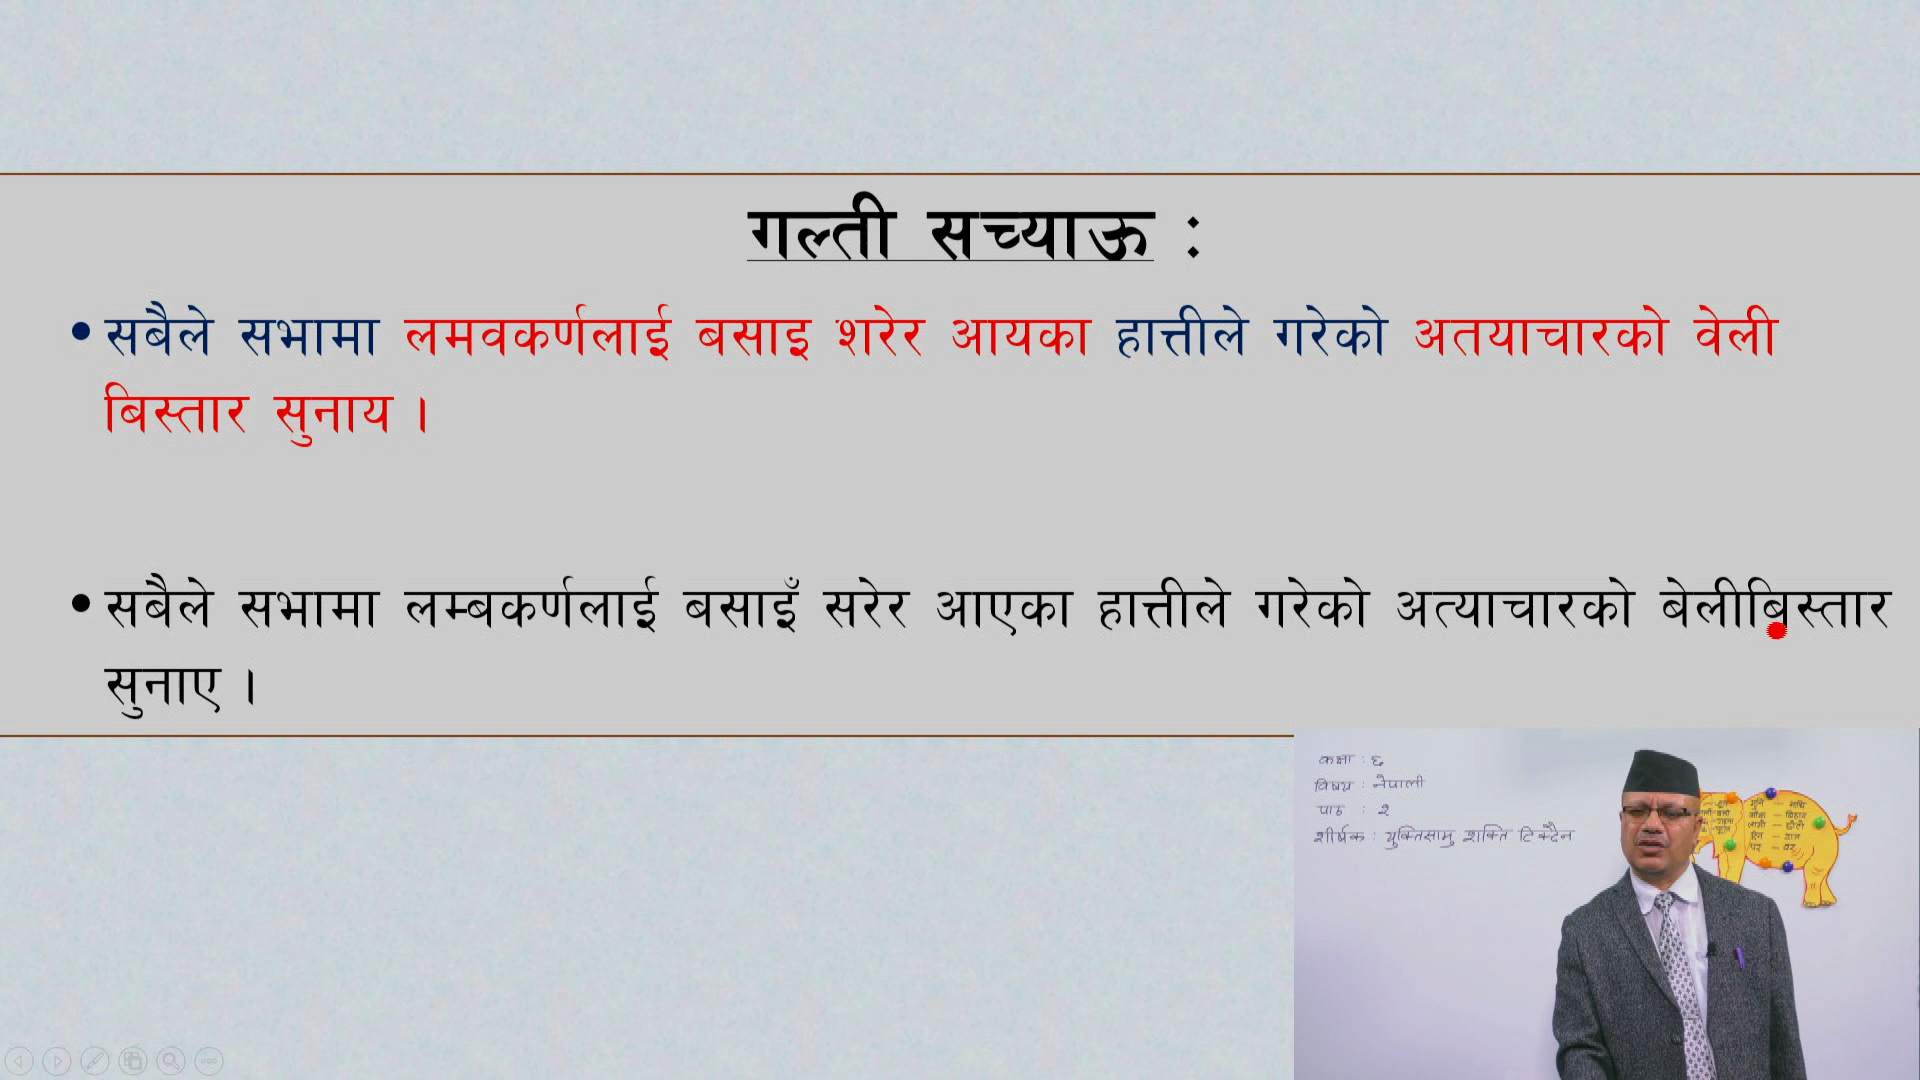 गल्ती सच्याऊ :
• सबैले सभामा लमवकर्णलाई बसाइ शरेर आयका हात्तीले गरेको अतयाचारको वेली
बिस्तार सुनाय ।
• सबैले सभामा लम्बकर्णलाई बसाइँ सरेर आएका हात्तीले गरेको अत्याचारको बेलीबिस्तार
सुनाए ।
कक्षा : ६
विषय : नेपाली
पाठ : २
शीर्षक : युक्तिसामु शक्ति टिक्दैन